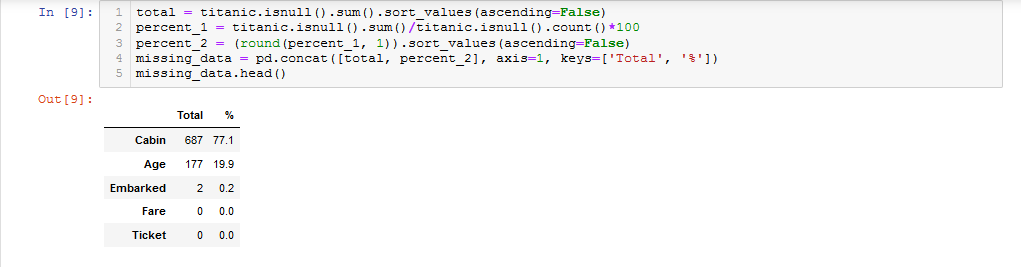 In [9]:
1 total = titanic.isnull().sum().sort_values(ascending=False)
2 percent_1 = titanic.isnull().sum()/titanic.isnull().count()*100
3 percent_2 = (round(percent_1, 1)).sort_values(ascending=False)
4 missing_data = pd.concat([total, percent_2], axis=1, keys=['Total', '%'])
5 missing_data.head()
Out[9]:
Total %
Cabin 687 77.1
Age 177 19.9
Embarked 2 0.2
Fare 0 0.0
Ticket 0 0.0